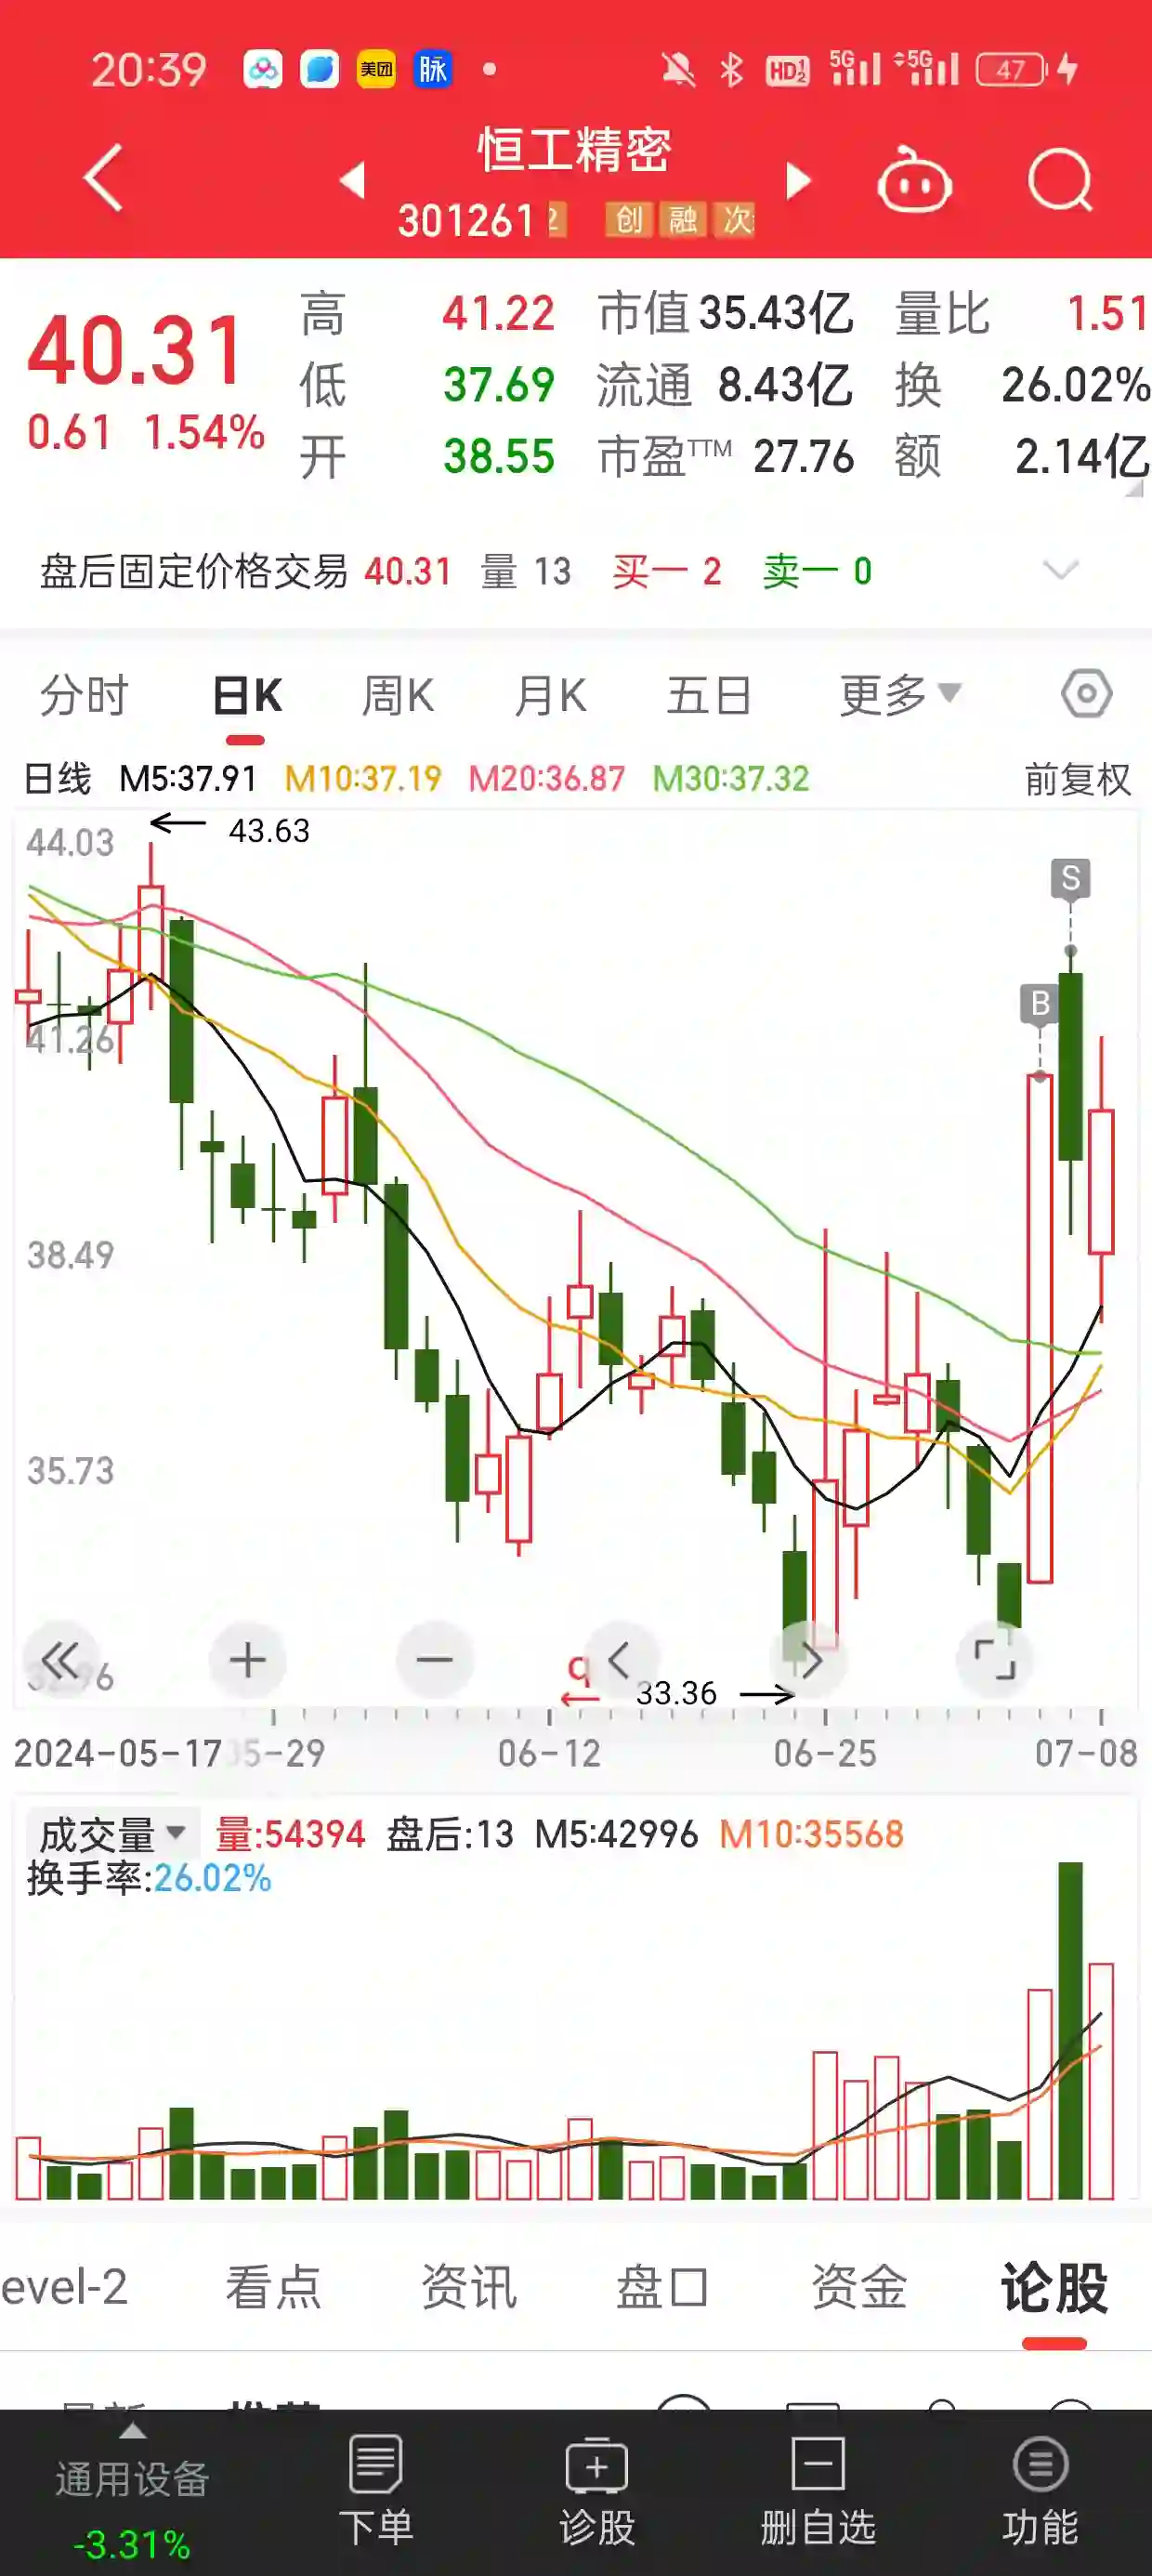 20:39 美团 脉 HD1 2 5G 5G 47
恒工精密
301261 2 创 融 次
40.31
0.61 1.54%
高 41.22 市值 35.43亿 量比 1.51
低 37.69 流通 8.43亿 换 26.02%
开 38.55 市盈TTM 27.76 额 2.14亿
盘后固定价格交易 40.31 量 13 买一 2 卖一 0
分时 日K 周K 月K 五日 更多
日线 M5:37.91 M10:37.19 M20:36.87 M30:37.32 前复权
44.03
43.63
S
B
41.26
38.49
35.73
q
33.36
2024-05-17 05-29 06-12 06-25 07-08
成交量 量:54394 盘后:13 M5:42996 M10:35568
换手率:26.02%
evel-2 看点 资讯 盘口 资金 论股
通用设备 下单 诊股 删自选 功能
-3.31%